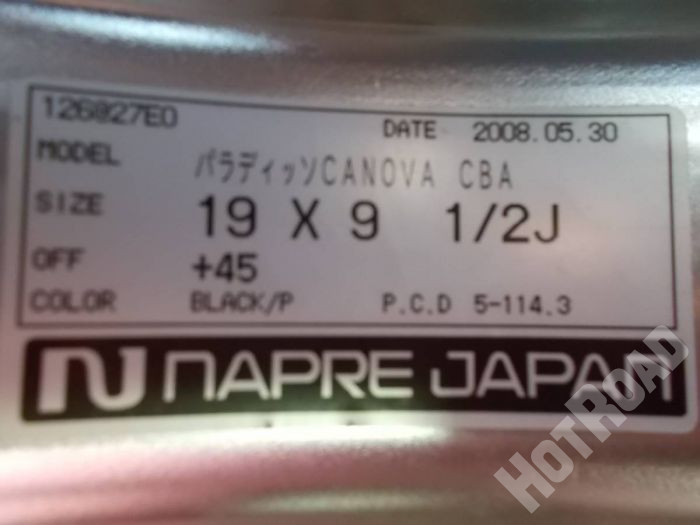 126827E0
DATE 2008.05.30
MODEL パラディッソCANOVA CBA
SIZE 19 X 9 1/2J
OFF +45
COLOR BLACK/P P.C.D 5-114.3
NAPRE JAPAN
HOTROAD